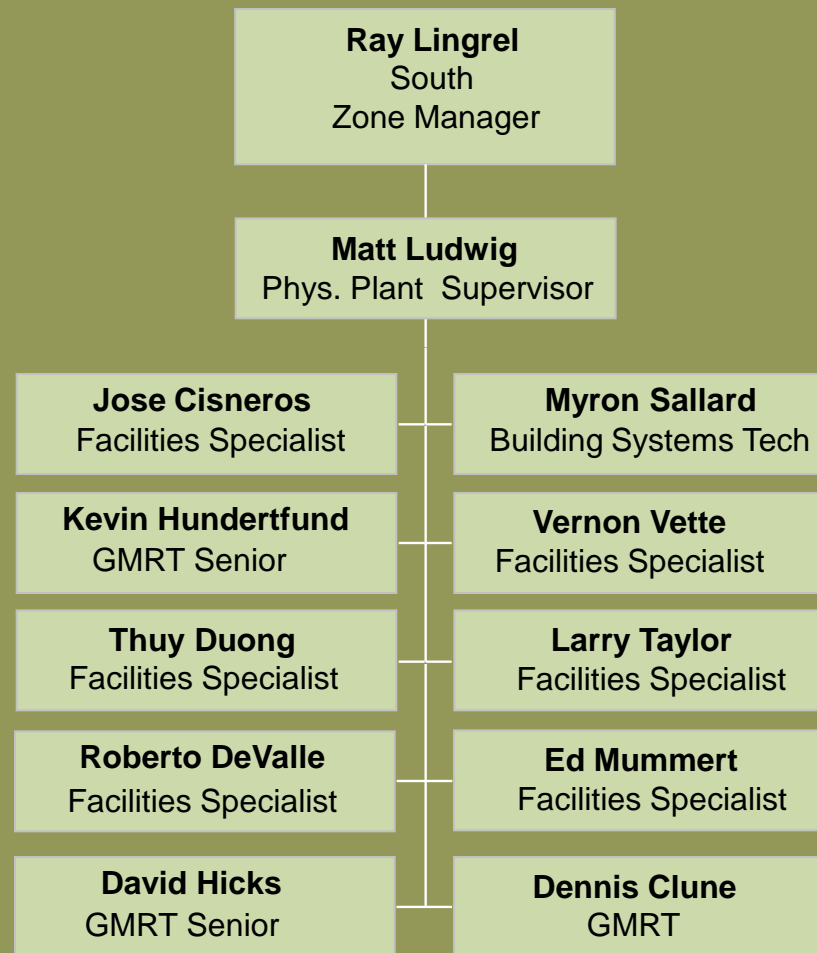 Ray Lingrel
South
Zone Manager
Matt Ludwig
Phys. Plant Supervisor
Jose Cisneros
Facilities Specialist
Myron Sallard
Building Systems Tech
Kevin Hundertfund
GMRT Senior
Vernon Vette
Facilities Specialist
Thuy Duong
Facilities Specialist
Larry Taylor
Facilities Specialist
Roberto DeValle
Facilities Specialist
Ed Mummert
Facilities Specialist
David Hicks
GMRT Senior
Dennis Clune
GMRT